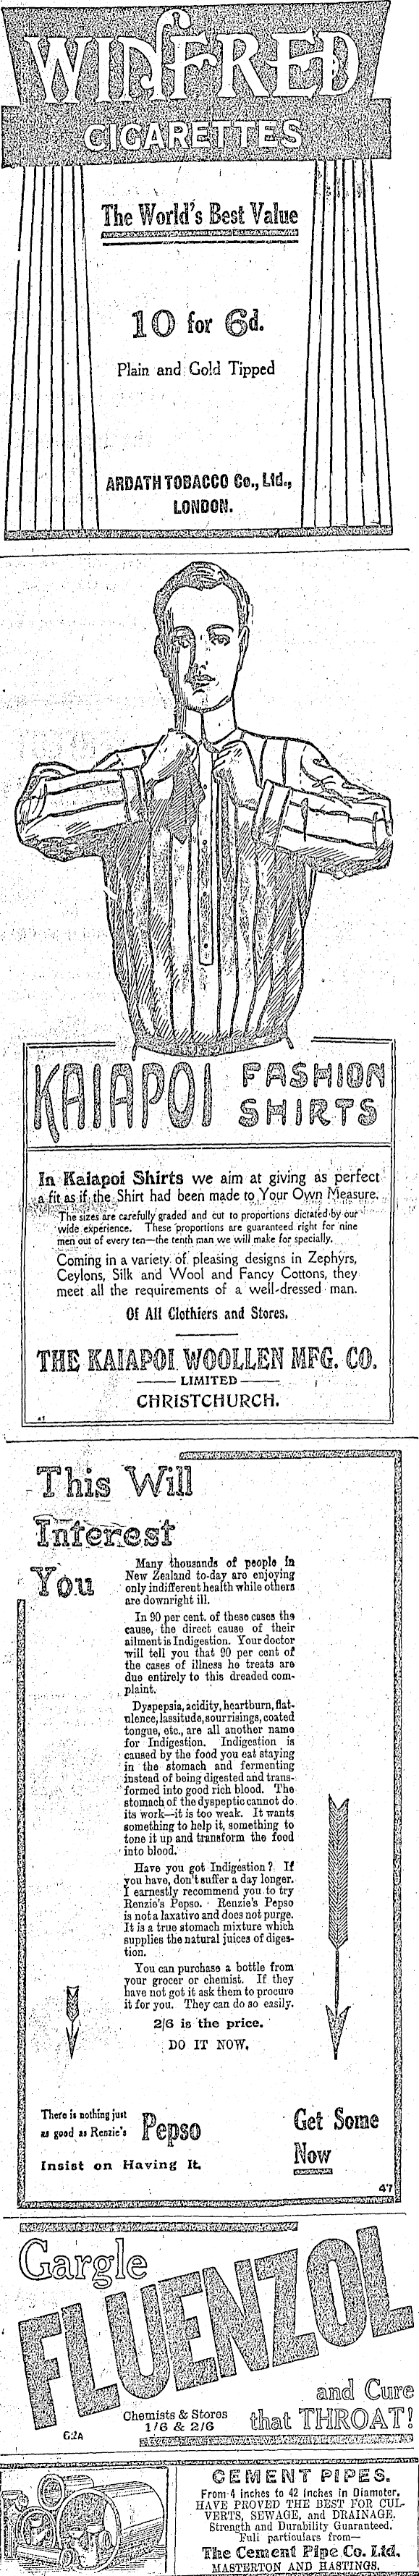 WINFRED
CIGARETTES
The World's Best Value
10 for 6d.
Plain and Gold Tipped
ARDATH TOBACCO Co., Ltd.,
LONDON.
KAIAPOI FASHION
SHIRTS
In Kaiapoi Shirts we aim at giving as perfect
a fit as if the Shirt had been made to Your Own Measure.
The sizes are carefully graded and cut to proportions dictated by our
wide experience. These proportions are guaranteed right for nine
men out of every ten—the tenth man we will make for specially.
Coming in a variety of pleasing designs in Zephyrs,
Ceylons, Silk and Wool and Fancy Cottons, they
meet all the requirements of a well-dressed man.
Of All Clothiers and Stores.
THE KAIAPOI WOOLLEN MFG. CO.
LIMITED
CHRISTCHURCH.
This Will
Interest
You
Many thousands of people in
New Zealand to-day are enjoying
only indifferent health while others
are downright ill.
In 90 per cent. of these cases the
cause, the direct cause of their
ailment is Indigestion. Your doctor
will tell you that 90 per cent of
the cases of illness he treats are
due entirely to this dreaded com-
plaint.
Dyspepsia, acidity, heartburn, flat-
ulence, lassitude, sour risings, coated
tongue, etc., are all another name
for Indigestion. Indigestion is
caused by the food you eat staying
in the stomach and fermenting
instead of being digested and trans-
formed into good rich blood. The
stomach of the dyspeptic cannot do
its work—it is too weak. It wants
something to help it, something to
tone it up and transform the food
into blood.
Have you got Indigestion? If
you have, don't suffer a day longer.
I earnestly recommend you to try
Renzie's Pepso. Renzie's Pepso
is not a laxative and does not purge.
It is a true stomach mixture which
supplies the natural juices of diges-
tion.
You can purchase a bottle from
your grocer or chemist. If they
have not got it ask them to procure
it for you. They can do so easily.
2/6 is the price.
DO IT NOW.
There is nothing just
as good as Renzie's Pepso
Insist on Having It.
Get Some
Now
47
Gargle
FLUENZOL
and Cure
that THROAT!
Chemists & Stores
1/6 & 2/6
G2A
CEMENT PIPES.
From 4 inches to 42 inches in Diameter.
HAVE PROVED THE BEST FOR CUL-
VERTS, SEWAGE, and DRAINAGE.
Strength and Durability Guaranteed.
Full particulars from—
The Cement Pipe Co. Ltd.
MASTERTON AND HASTINGS.